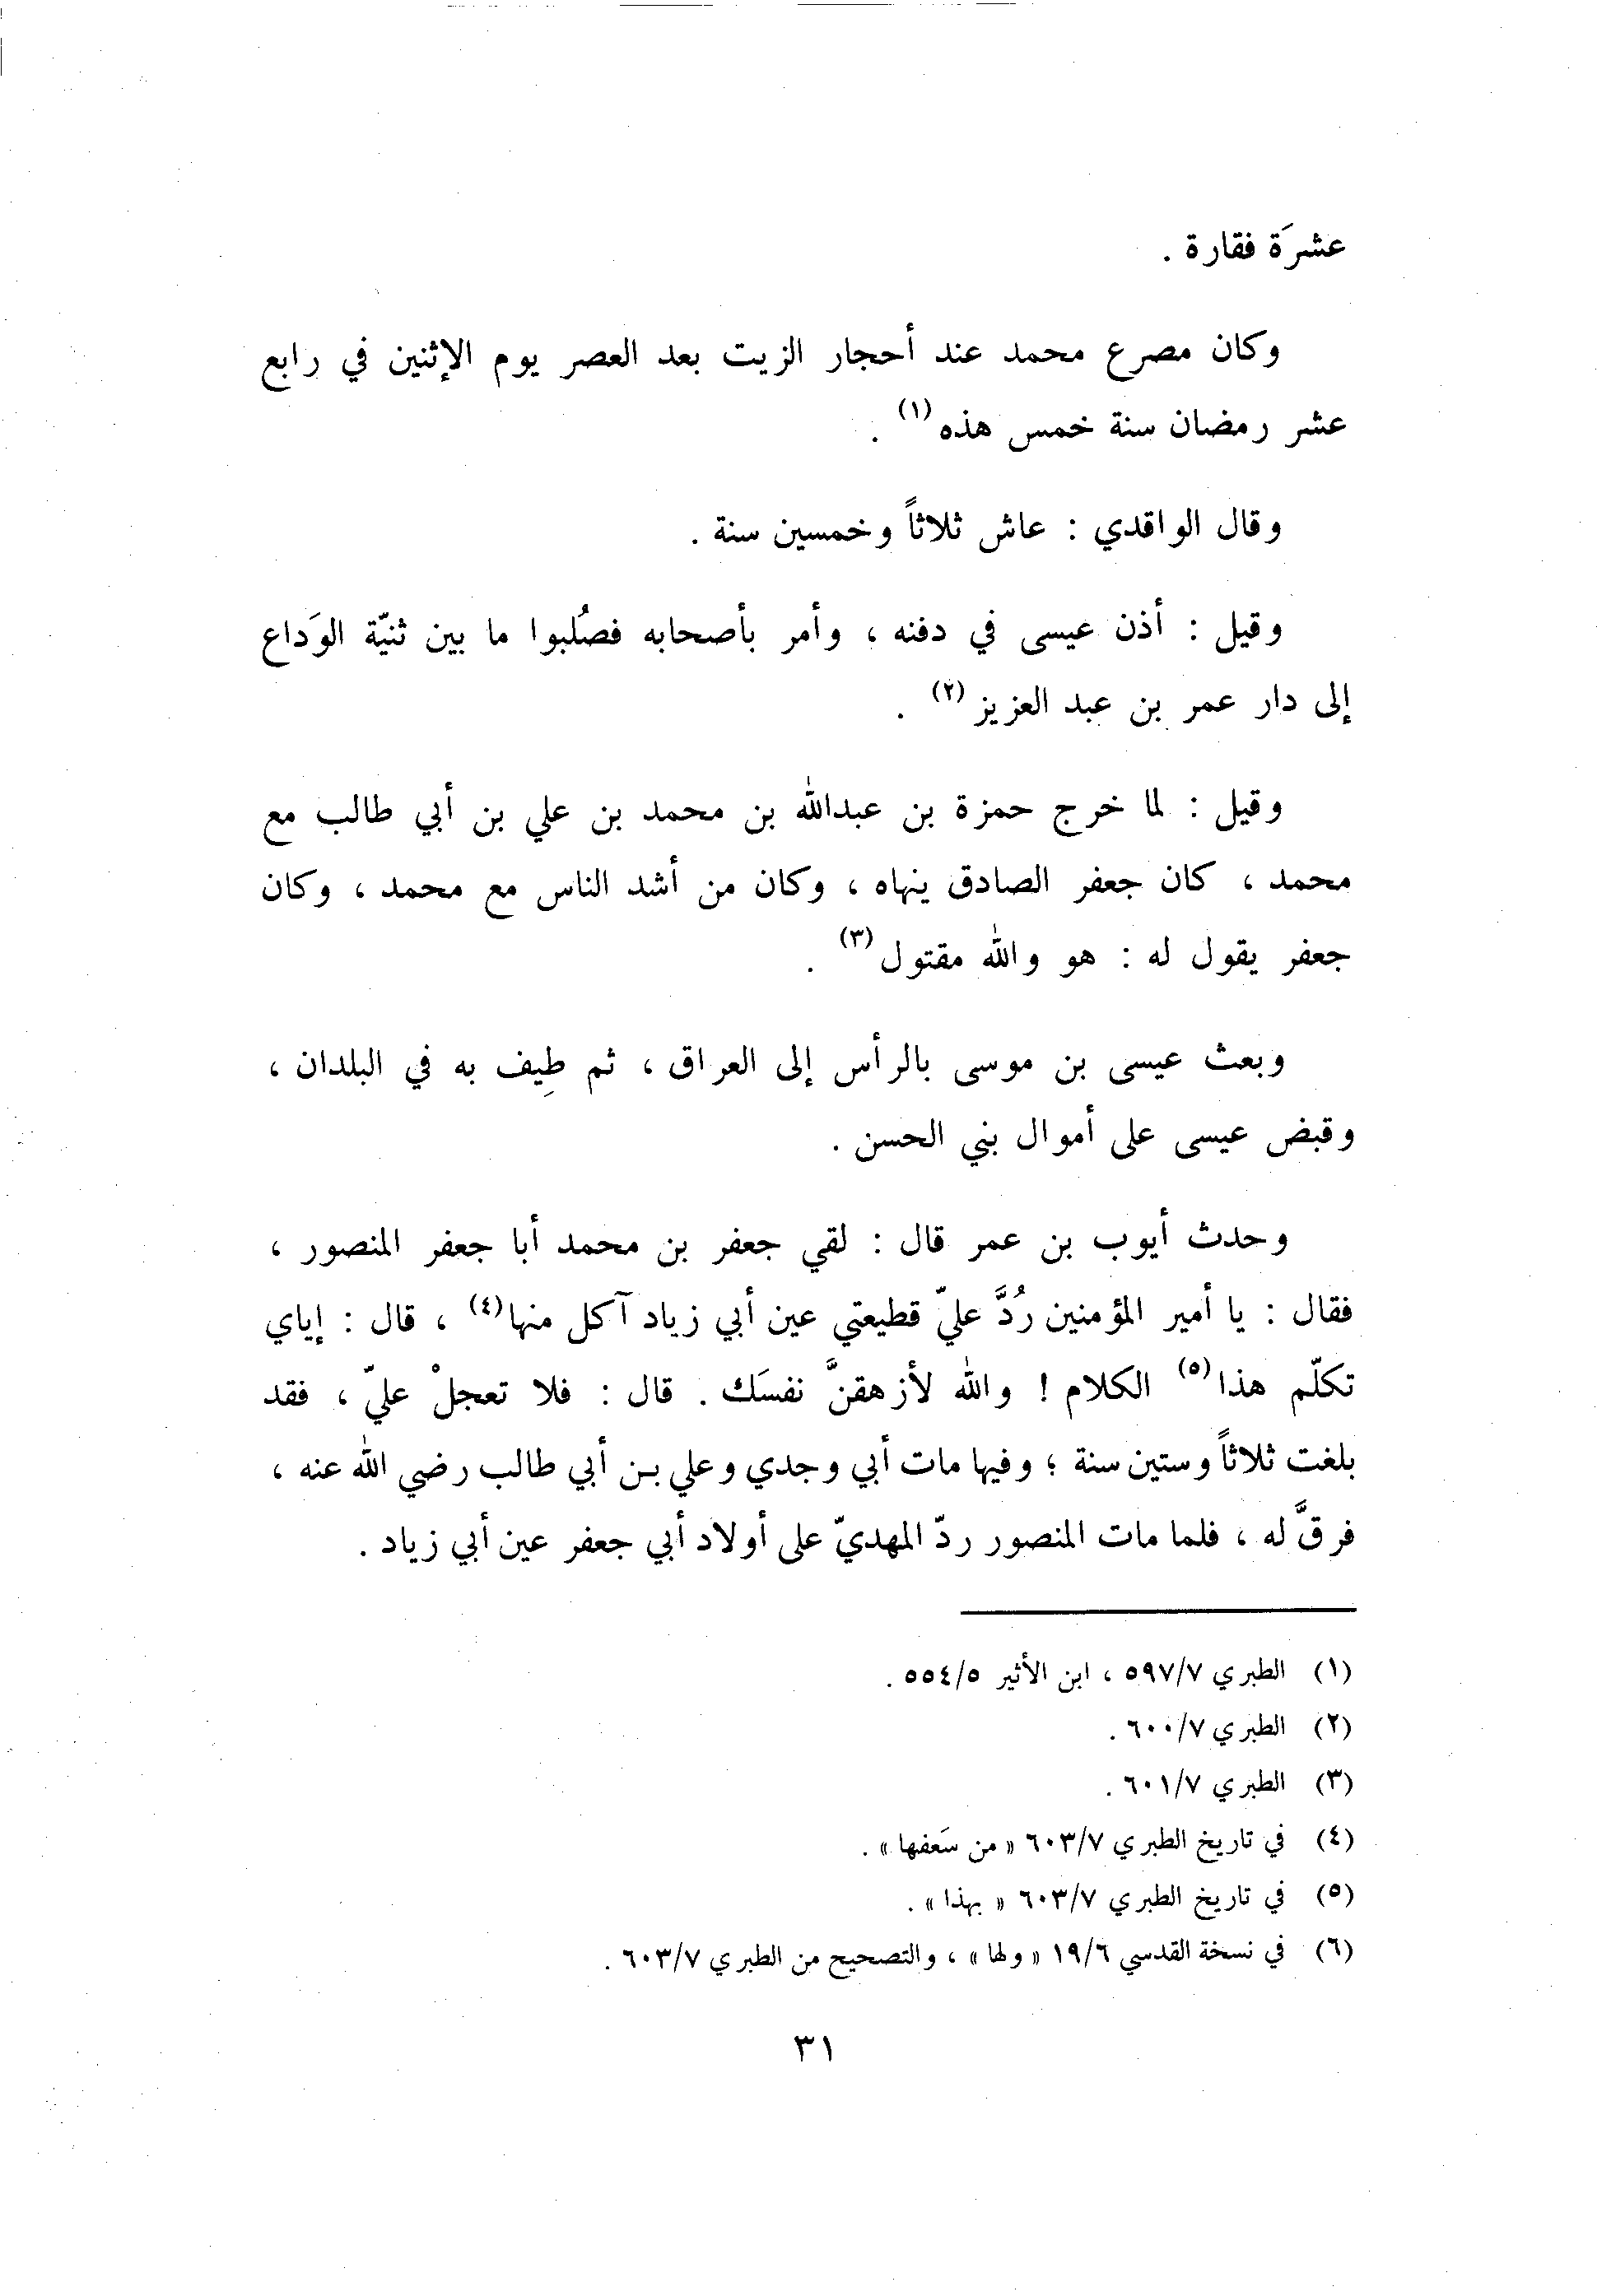 عشرَة فقارة .
وكان مصرع محمد عند أحجار الزيت بعد العصر يوم الإثنين في رابع
عشر رمضان سنة خمس هذه(١) .
وقال الواقدي : عاش ثلاثاً وخمسين سنة .
وقيل : أذن عيسى في دفنه ، وأمر بأصحابه فصُلبوا ما بين ثنيّة الوَداع
إلى دار عمر بن عبد العزيز(٢) .
وقيل : لما خرج حمزة بن عبدالله بن محمد بن علي بن أبي طالب مع
محمد ، كان جعفر الصادق ينهاه ، وكان من أشد الناس مع محمد ، وكان
جعفر يقول له : هو والله مقتول(٣) .
وبعث عيسى بن موسى بالرأس إلى العراق ، ثم طِيف به في البلدان ،
وقبض عيسى على أموال بني الحسن .
وحدث أيوب بن عمر قال : لقي جعفر بن محمد أبا جعفر المنصور ،
فقال : يا أمير المؤمنين رُدَّ عليّ قطيعتي عين أبي زياد آكل منها(٤) ، قال : إياي
تكلّم هذا(٥) الكلام ! والله لأزهقنَّ نفسَك . قال : فلا تعجلْ عليّ ، فقد
بلغت ثلاثاً وستين سنة ؛ وفيها مات أبي وجدي وعلي بن أبي طالب رضي الله عنه ،
فرقَّ له ، فلما مات المنصور ردّ المهديّ على أولاد أبي جعفر عين أبي زياد .
(١) الطبري ٥٩٧/٧ ، ابن الأثير ٥٥٤/٥ .
(٢) الطبري ٦٠٠/٧ .
(٣) الطبري ٦٠١/٧ .
(٤) في تاريخ الطبري ٦٠٣/٧ « من سَعفها » .
(٥) في تاريخ الطبري ٦٠٣/٧ « بهذا » .
(٦) في نسخة القدسي ١٩/٦ « ولها » ، والتصحيح من الطبري ٦٠٣/٧ .
٣١